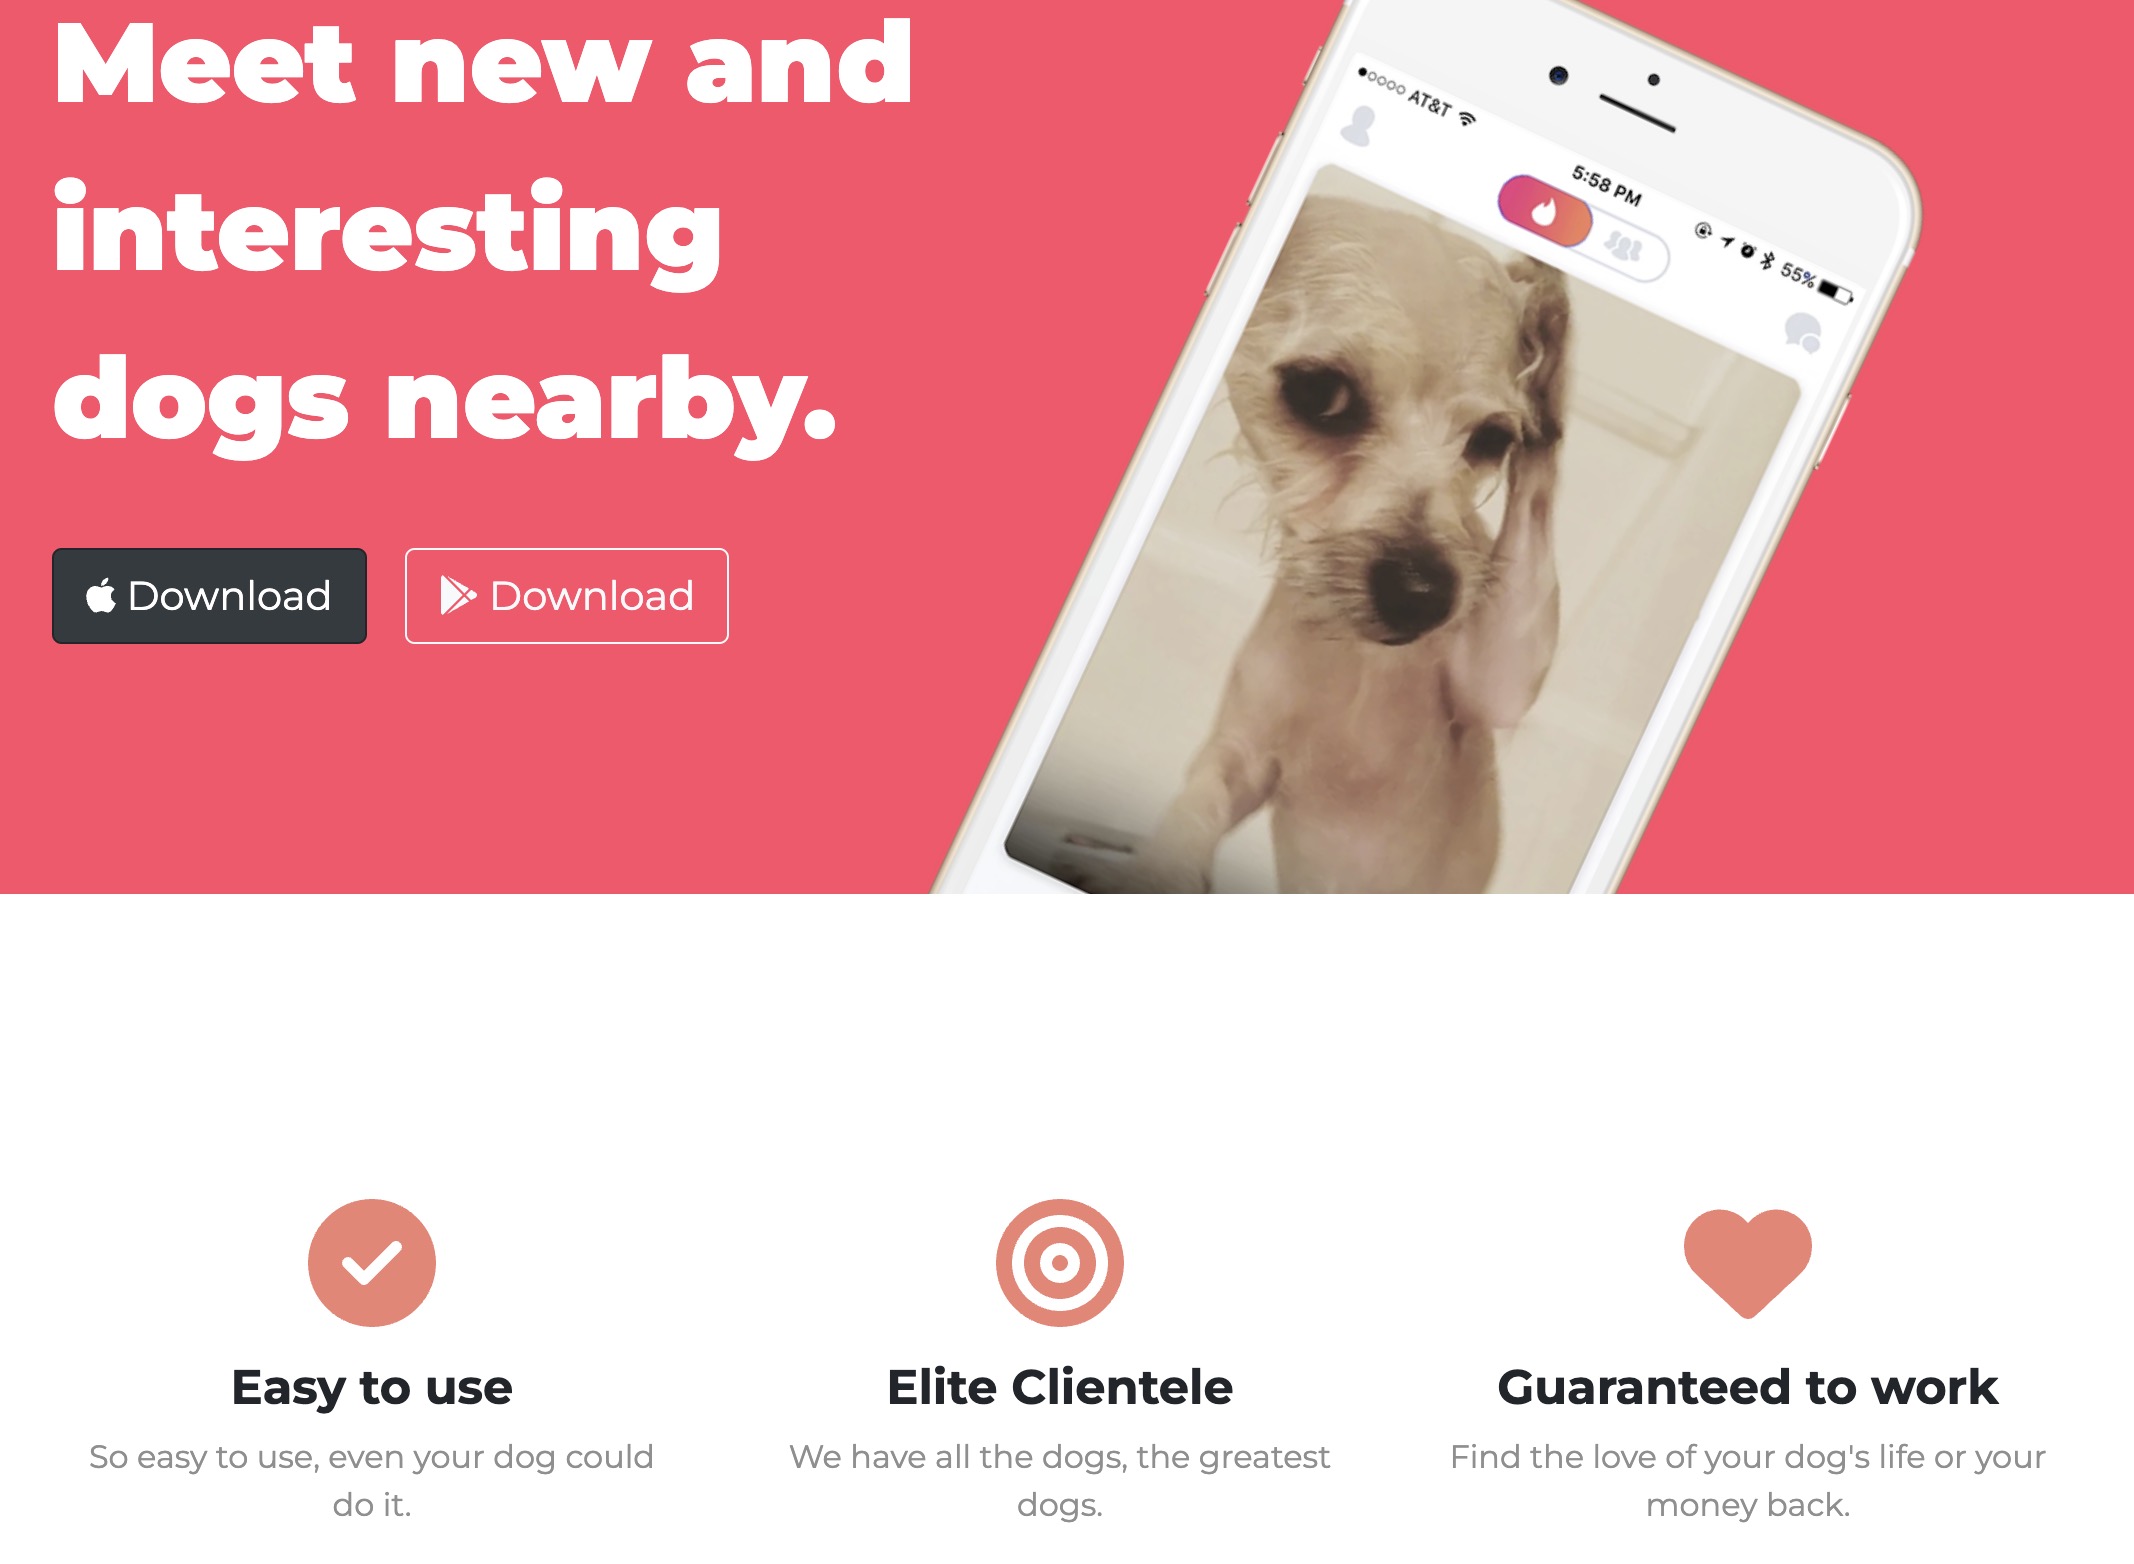 Meet new and
interesting
dogs nearby.
Download
Download
AT&T
5:58 PM
55%
Easy to use
So easy to use, even your dog could
do it.
Elite Clientele
We have all the dogs, the greatest
dogs.
Guaranteed to work
Find the love of your dog's life or your
money back.